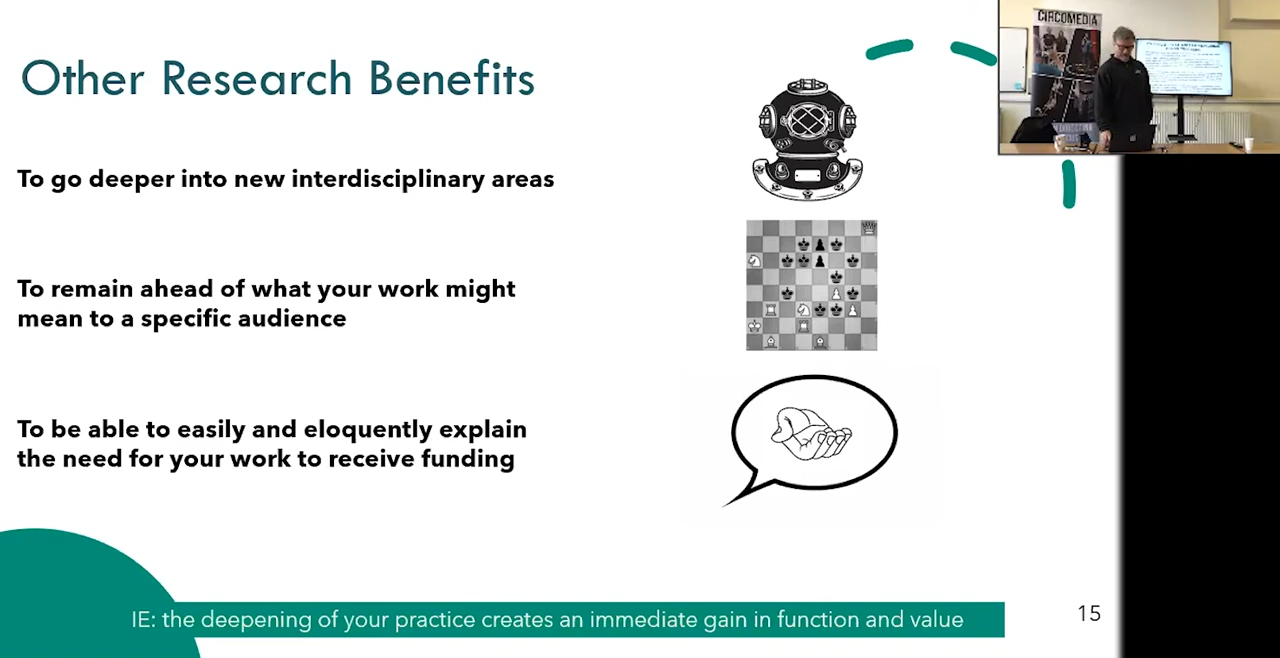 Other Research Benefits
CIRCOMEDIA
To go deeper into new interdisciplinary areas
To remain ahead of what your work might
mean to a specific audience
To be able to easily and eloquently explain
the need for your work to receive funding
IE: the deepening of your practice creates an immediate gain in function and value
15